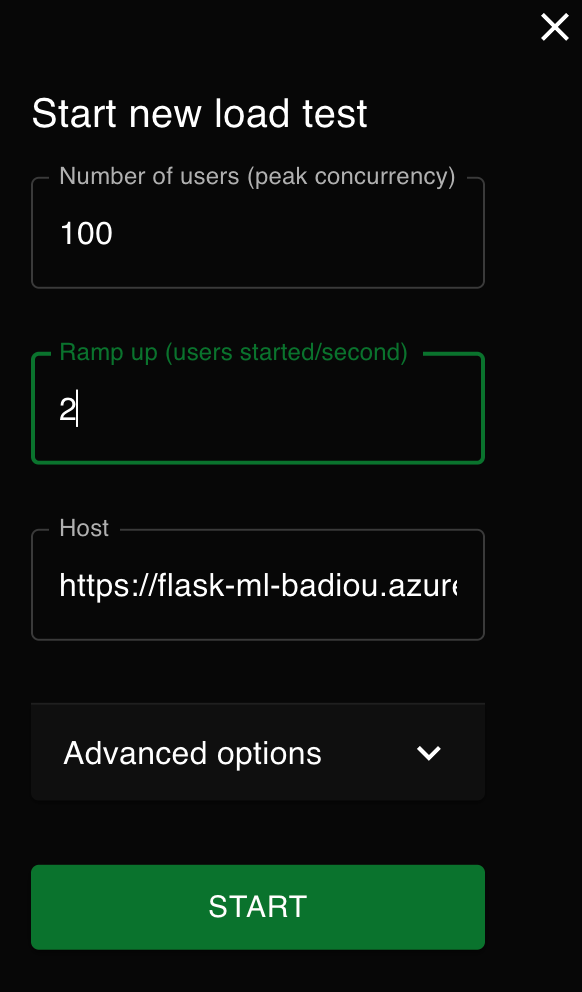 Start new load test
Number of users (peak concurrency)
100
Ramp up (users started/second)
2
Host
https://flask-ml-badiou.azure
Advanced options
START